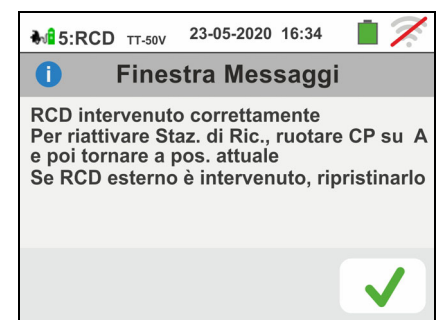 5:RCD TT-50V 23-05-2020 16:34
Finestra Messaggi
RCD intervenuto correttamente
Per riattivare Staz. di Ric., ruotare CP su A
e poi tornare a pos. attuale
Se RCD esterno è intervenuto, ripristinarlo